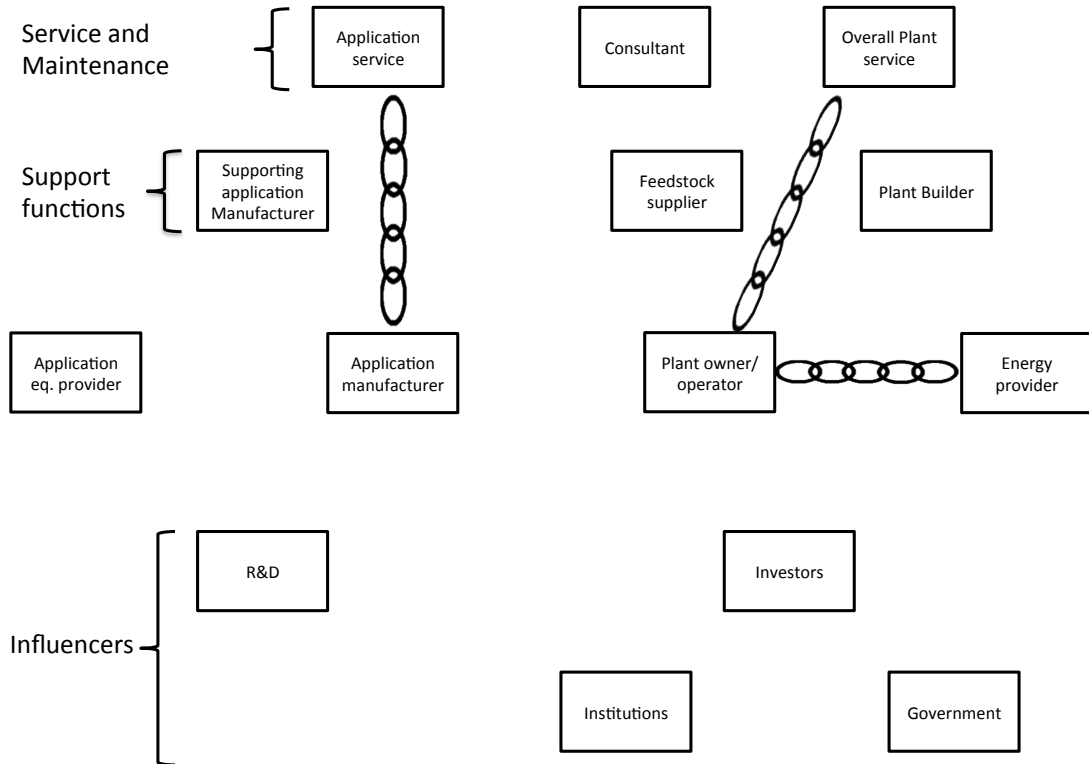 Service and
Maintenance
Application
service
Consultant
Overall Plant
service
Support
functions
Supporting
application
Manufacturer
Feedstock
supplier
Plant Builder
Application
eq. provider
Application
manufacturer
Plant owner/
operator
Energy
provider
Influencers
R&D
Investors
Institutions
Government